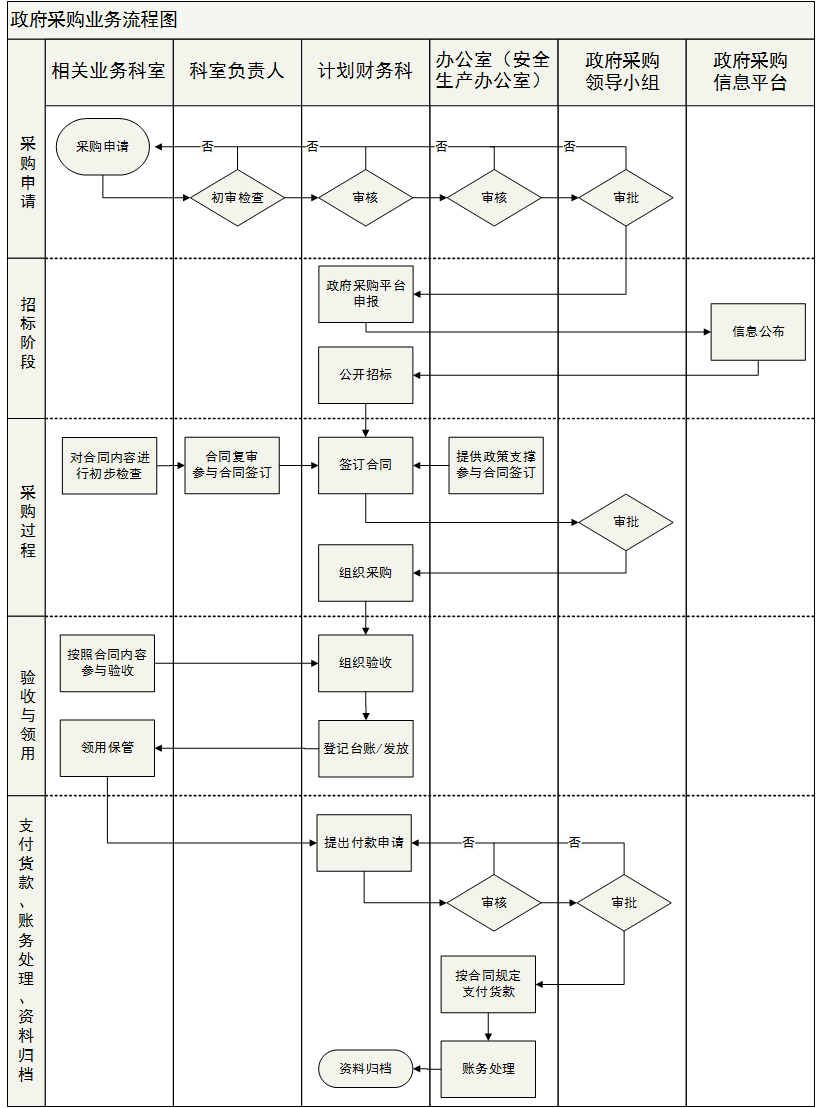 政府采购业务流程图
相关业务科室
科室负责人
计划财务科
办公室（安全
生产办公室）
政府采购
领导小组
政府采购
信息平台
采购申请
采购申请
否
否
否
否
初审检查
审核
审核
审批
招标阶段
政府采购平台
申报
信息公布
公开招标
采购过程
对合同内容进
行初步检查
合同复审
参与合同签订
签订合同
提供政策支撑
参与合同签订
审批
组织采购
验收与领用
按照合同内容
参与验收
组织验收
领用保管
登记台账/发放
支付货款、账务处理、资料归档
提出付款申请
否
否
审核
审批
按合同规定
支付货款
资料归档
账务处理